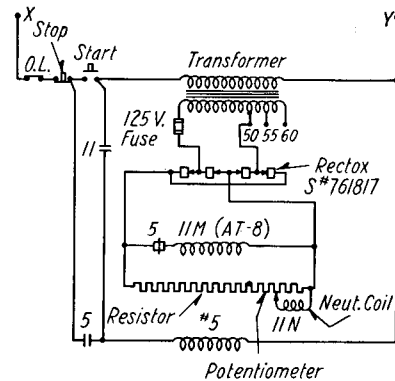 X
Y
Stop
Start
O.L.
Transformer
125 V.
Fuse
50 55 60
11
Rectox
S#761817
5
11M (AT-8)
Resistor
#5
11N
Neut. Coil
5
Potentiometer